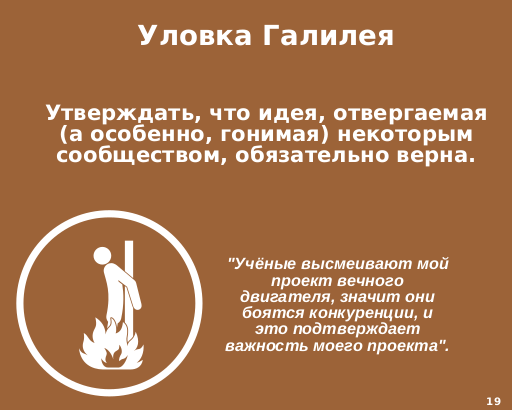 Уловка Галилея
Утверждать, что идея, отвергаемая
(а особенно, гонимая) некоторым
сообществом, обязательно верна.
"Учёные высмеивают мой
проект вечного
двигателя, значит они
боятся конкуренции, и
это подтверждает
важность моего проекта".
19